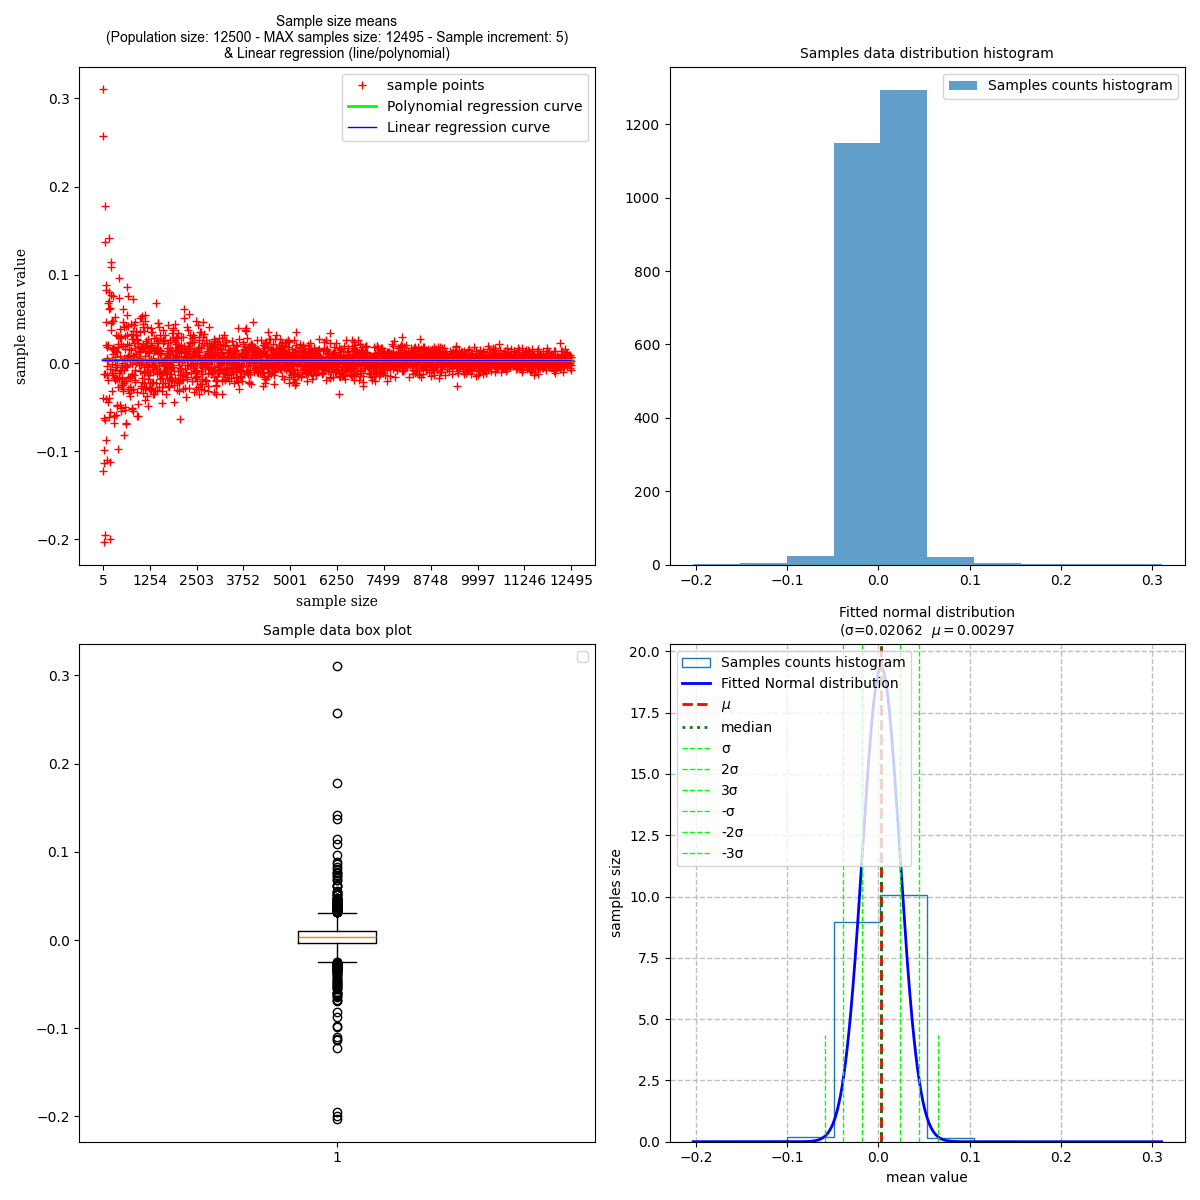 Sample size means
(Population size: 12500 - MAX samples size: 12495 - Sample increment: 5)
& Linear regression (line/polynomial)
sample points
Polynomial regression curve
Linear regression curve
0.3
0.2
0.1
0.0
−0.1
−0.2
sample mean value
5 1254 2503 3752 5001 6250 7499 8748 9997 11246 12495
sample size
Samples data distribution histogram
Samples counts histogram
1200
1000
800
600
400
200
0
−0.2 −0.1 0.0 0.1 0.2 0.3
Sample data box plot
0.3
0.2
0.1
0.0
−0.1
−0.2
1
Fitted normal distribution
(σ=0.02062 μ = 0.00297
Samples counts histogram
Fitted Normal distribution
μ
median
σ
2σ
3σ
-σ
-2σ
-3σ
20.0
17.5
15.0
12.5
10.0
7.5
5.0
2.5
0.0
samples size
−0.2 −0.1 0.0 0.1 0.2 0.3
mean value